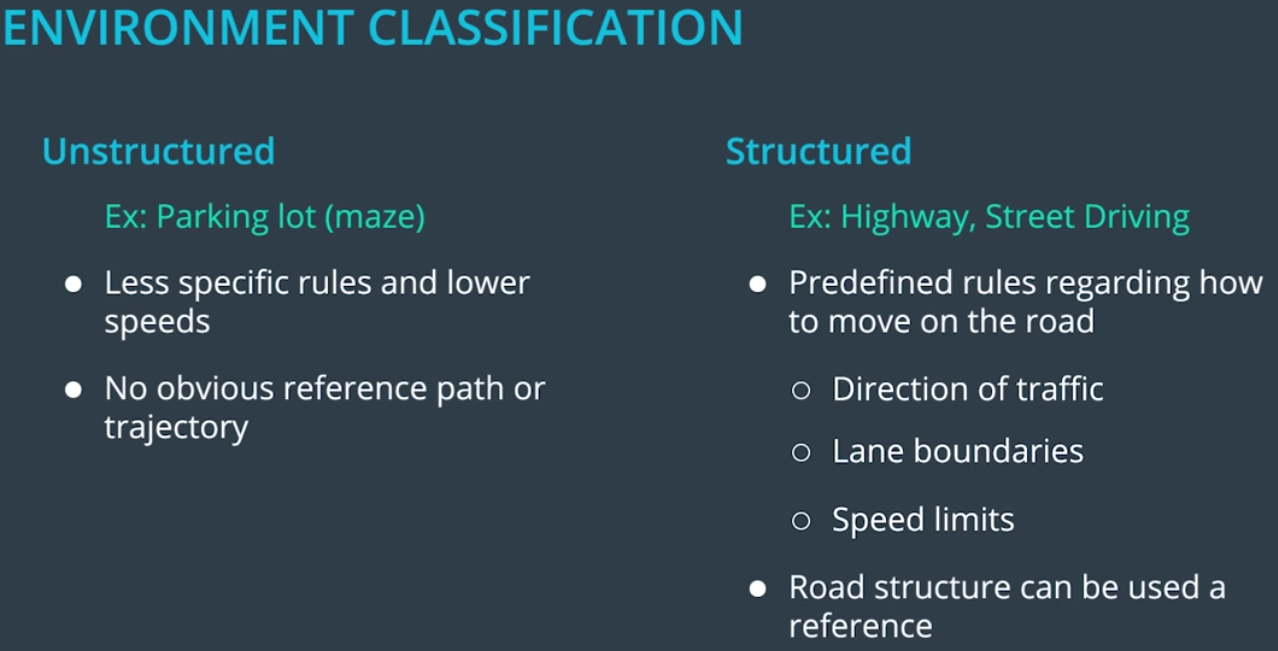 ENVIRONMENT CLASSIFICATION
Unstructured
Ex: Parking lot (maze)
● Less specific rules and lower
speeds
● No obvious reference path or
trajectory
Structured
Ex: Highway, Street Driving
● Predefined rules regarding how
to move on the road
○ Direction of traffic
○ Lane boundaries
○ Speed limits
● Road structure can be used a
reference